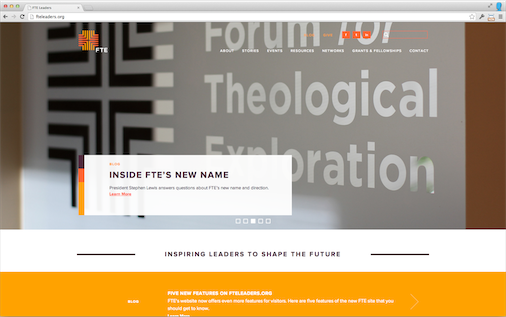 FTE Leaders
fteleaders.org
FTE
ABOUT STORIES EVENTS RESOURCES NETWORKS GRANTS & FELLOWSHIPS CONTACT
Forum for
Theological
Exploration
BLOG
INSIDE FTE'S NEW NAME
President Stephen Lewis answers questions about FTE's new name and direction.
Learn More
INSPIRING LEADERS TO SHAPE THE FUTURE
FIVE NEW FEATURES ON FTELEADERS.ORG
BLOG
FTE's website now offers even more features for visitors. Here are five features of the new FTE site that you
should get to know.
Learn More